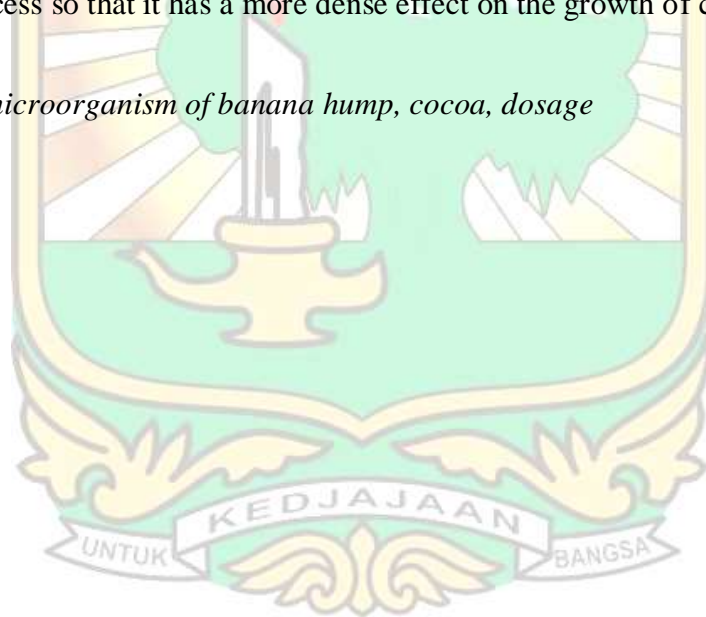 cess so that it has a more dense effect on the growth of c
nicroorganism of banana hump, cocoa, dosage
UNTUK KEDJAJAAN BANGSA